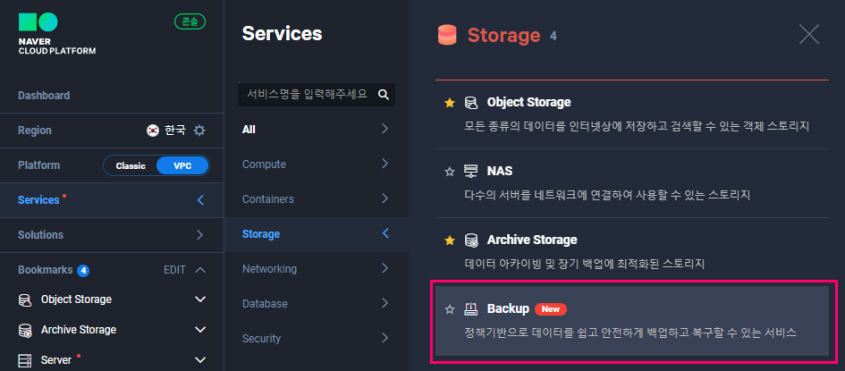 NAVER
CLOUD PLATFORM
콘솔
Dashboard
Region 한국
Platform Classic VPC
Services
Solutions
Bookmarks 4 EDIT
Object Storage
Archive Storage
Server
Services
서비스명을 입력해주세요
All
Compute
Containers
Storage
Networking
Database
Security
Storage 4
Object Storage
모든 종류의 데이터를 인터넷상에 저장하고 검색할 수 있는 객체 스토리지
NAS
다수의 서버를 네트워크에 연결하여 사용할 수 있는 스토리지
Archive Storage
데이터 아카이빙 및 장기 백업에 최적화된 스토리지
Backup New
정책기반으로 데이터를 쉽고 안전하게 백업하고 복구할 수 있는 서비스